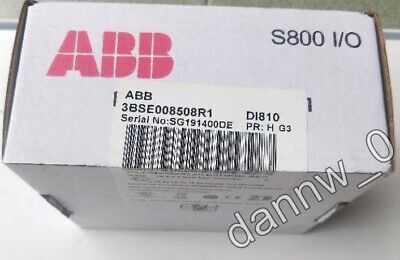 ABB
S800 I/O
ABB
3BSE008508R1 DI810
Serial No:SG191400DE PR: H G3
dannw_0